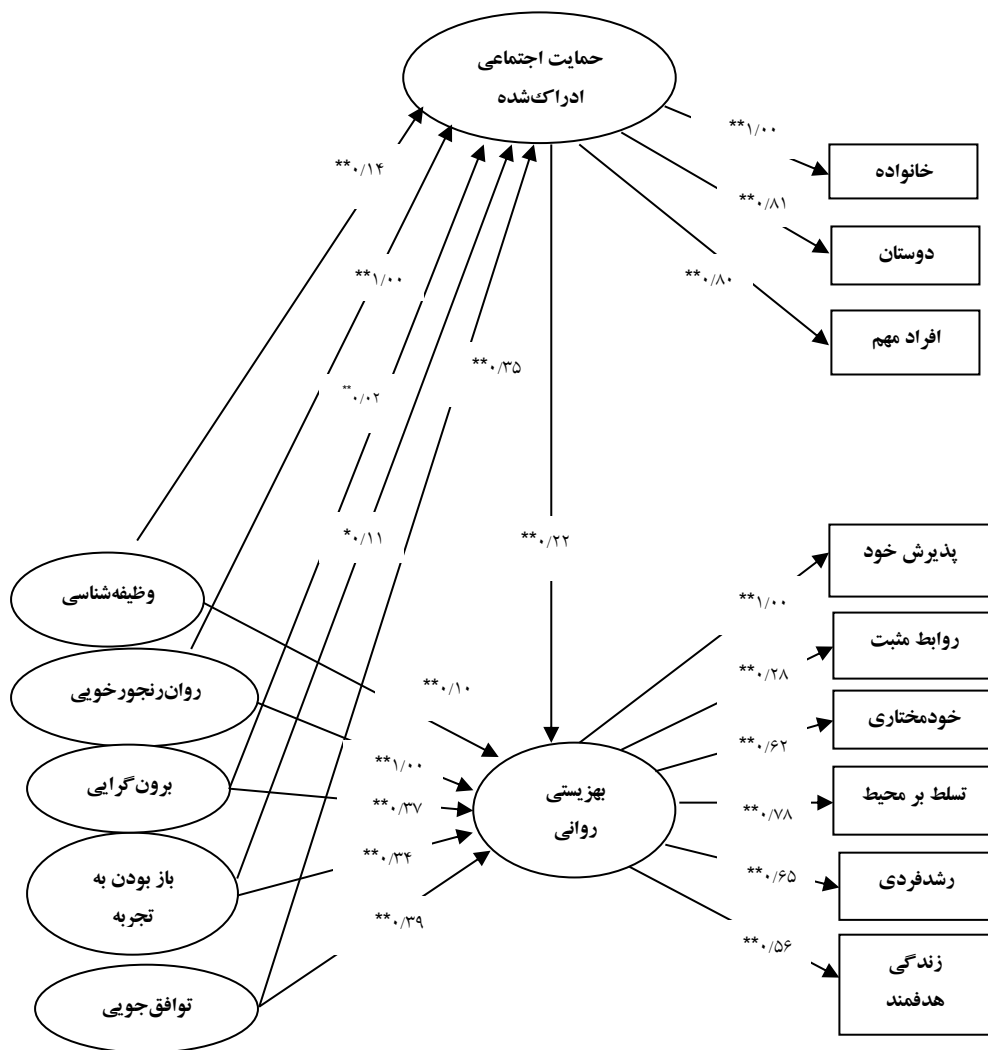 حمایت اجتماعی
ادراک‌شده
**۱/۰۰
خانواده
**۰/۱۴
**۰/۸۱
دوستان
**۱/۰۰
**۰/۸۰
افراد مهم
**۰/۳۵
**۰/۰۲
*۰/۱۱
**۰/۲۲
پذیرش خود
وظیفه‌شناسی
**۱/۰۰
روابط مثبت
**۰/۲۸
روان‌رنجورخویی
**۰/۱۰
خودمختاری
**۰/۶۲
برون‌گرایی
**۱/۰۰
**۰/۳۷
بهزیستی
روانی
تسلط بر محیط
**۰/۷۸
**۰/۳۴
باز بودن به
تجربه
**۰/۶۵
رشدفردی
**۰/۳۹
**۰/۵۶
زندگی
هدفمند
توافق‌جویی